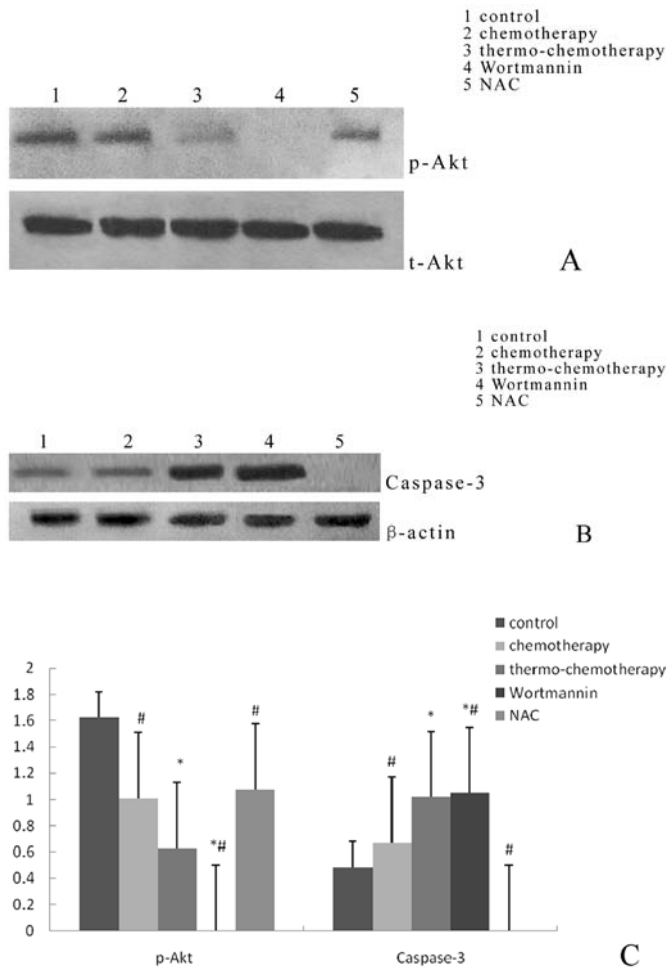 1 control
2 chemotherapy
3 thermo-chemotherapy
4 Wortmannin
5 NAC
1 2 3 4 5
p-Akt
t-Akt
A
1 control
2 chemotherapy
3 thermo-chemotherapy
4 Wortmannin
5 NAC
1 2 3 4 5
Caspase-3
β-actin
B
control
chemotherapy
thermo-chemotherapy
Wortmannin
NAC
2
1.8
1.6
1.4
1.2
1
0.8
0.6
0.4
0.2
0
# * *# # # * *# #
p-Akt Caspase-3
C